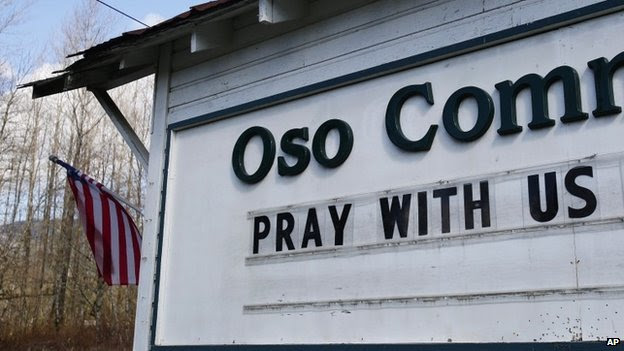 Oso Comm
PRAY WITH US
AP